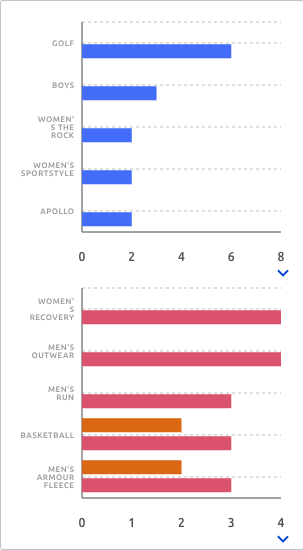 GOLF
BOYS
WOMEN'
S THE
ROCK
WOMEN'S
SPORTSTYLE
APOLLO
0 2 4 6 8
WOMEN'
S
RECOVERY
MEN'S
OUTWEAR
MEN'S
RUN
BASKETBALL
MEN'S
ARMOUR
FLEECE
0 1 2 3 4